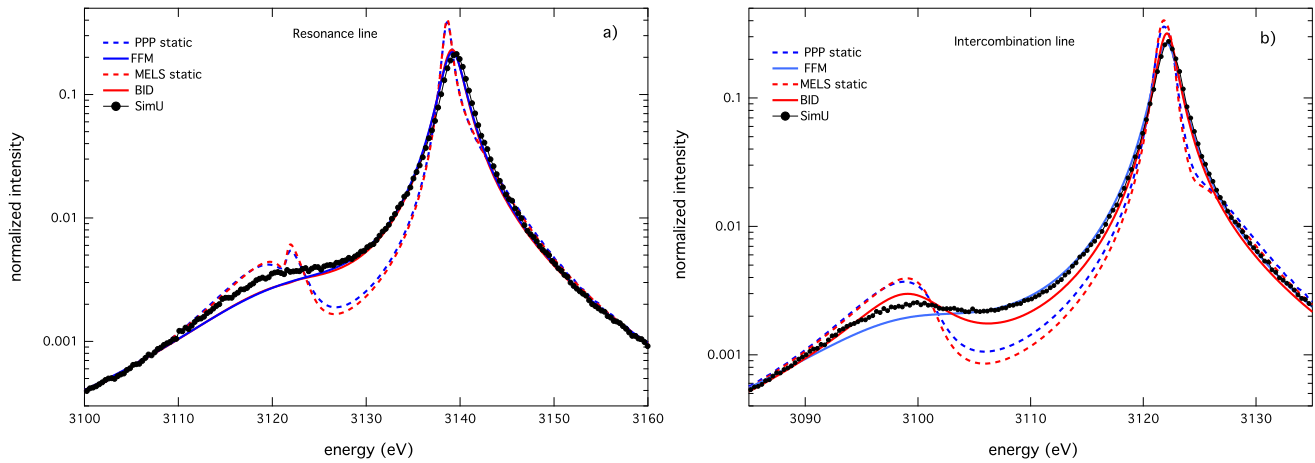 Resonance line
a)
PPP static
FFM
MELS static
BID
SimU
0.1
0.01
0.001
normalized intensity
3100
3110
3120
3130
3140
3150
3160
energy (eV)
Intercombination line
b)
PPP static
FFM
MELS static
BID
SimU
0.1
0.01
0.001
normalized intensity
3090
3100
3110
3120
3130
energy (eV)